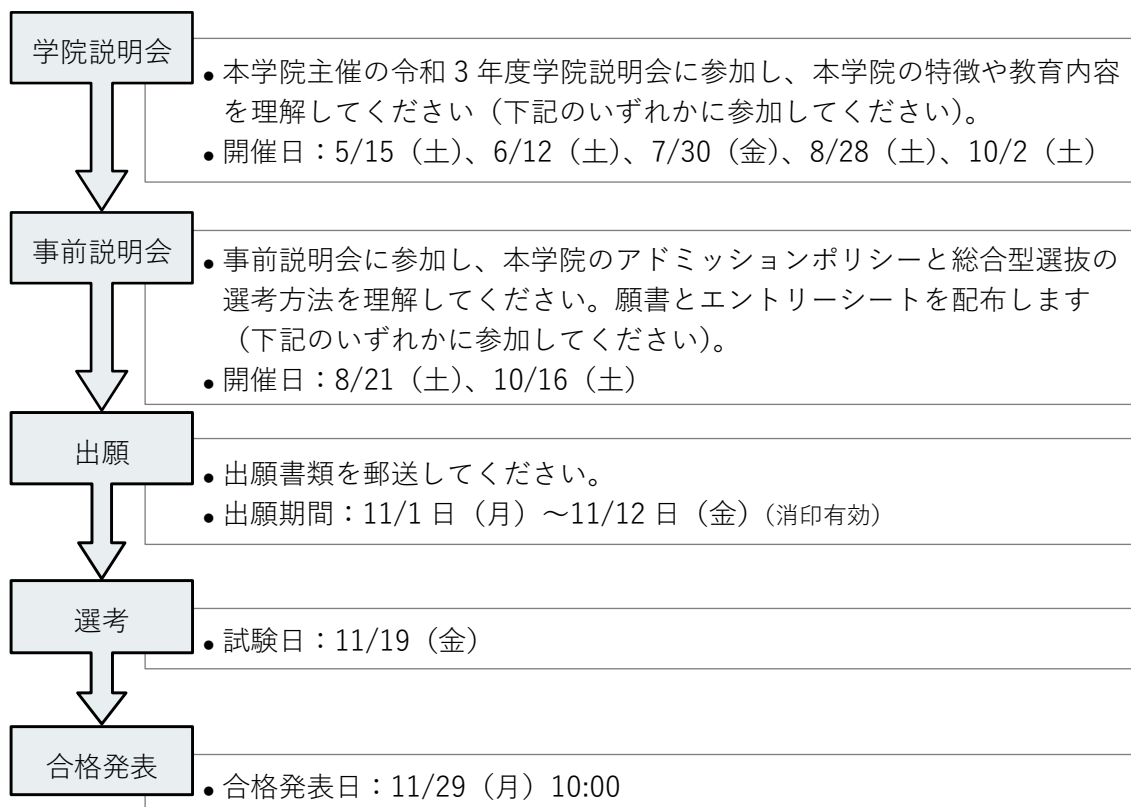 学院説明会
● 本学院主催の令和 3 年度学院説明会に参加し、本学院の特徴や教育内容
を理解してください（下記のいずれかに参加してください）。
● 開催日：5/15（土）、6/12（土）、7/30（金）、8/28（土）、10/2（土）
事前説明会
● 事前説明会に参加し、本学院のアドミッションポリシーと総合型選抜の
選考方法を理解してください。願書とエントリーシートを配布します
（下記のいずれかに参加してください）。
● 開催日：8/21（土）、10/16（土）
出願
● 出願書類を郵送してください。
● 出願期間：11/1 日（月）～11/12 日（金）（消印有効）
選考
● 試験日：11/19（金）
合格発表
● 合格発表日：11/29（月）10:00